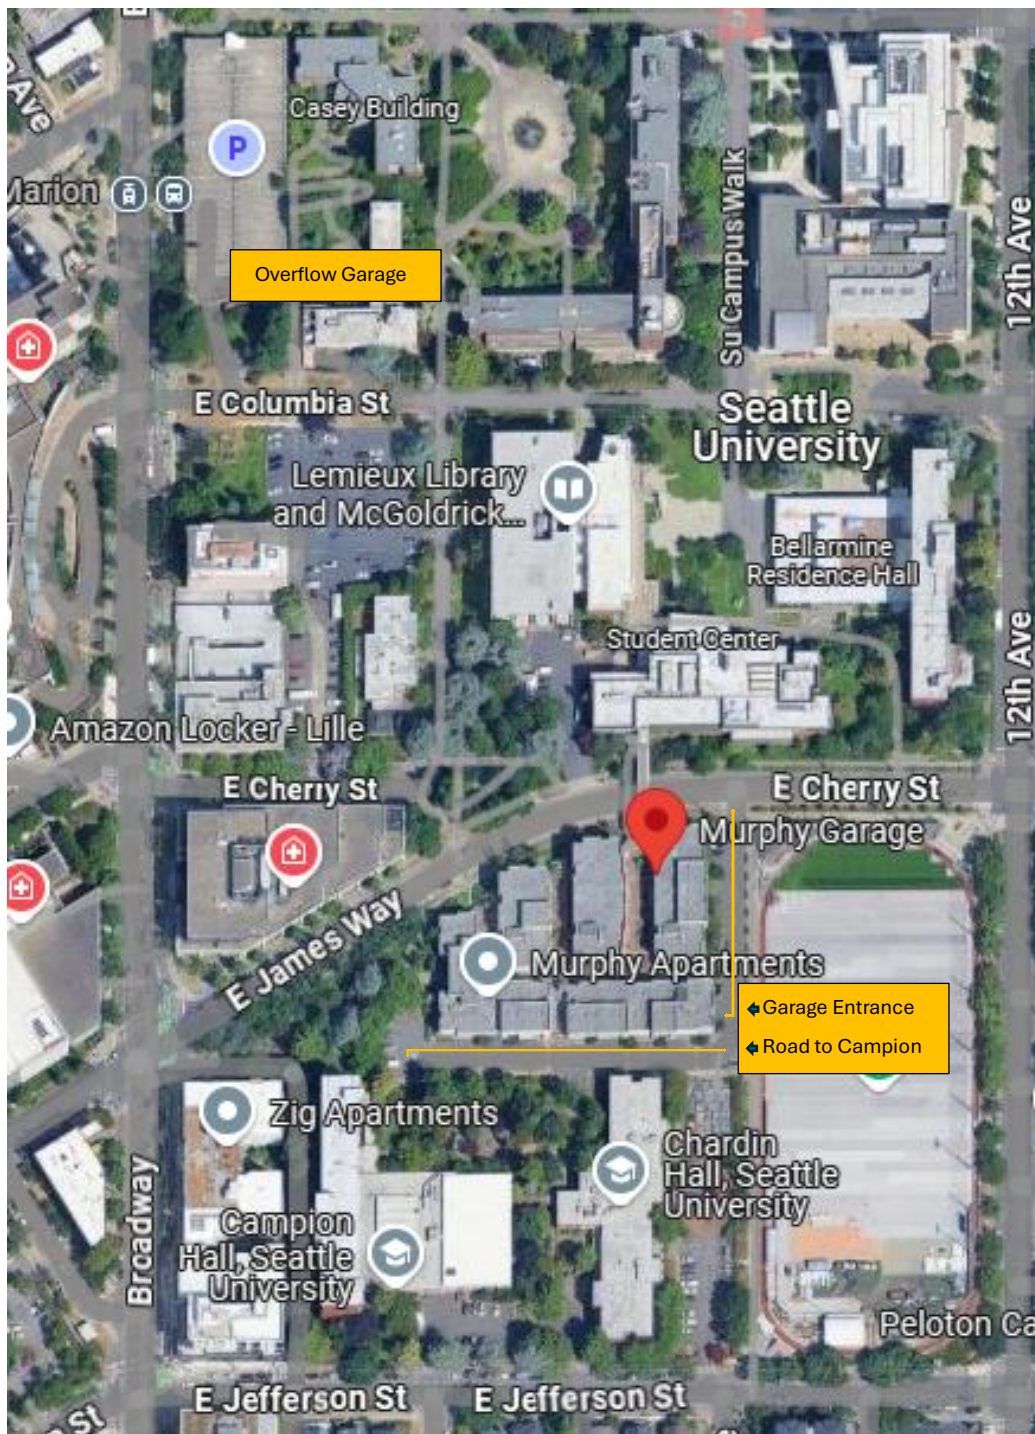 Ave
Casey Building
P
Marion
Su Campus Walk
12th Ave
Overflow Garage
E Columbia St
Seattle
University
Lemieux Library
and McGoldrick...
Bellarmine
Residence Hall
Student Center
12th Ave
Amazon Locker - Lille
E Cherry St
E Cherry St
Murphy Garage
E James Way
Murphy Apartments
Garage Entrance
Road to Campion
Zig Apartments
Chardin
Hall, Seattle
University
Broadway
Campion
Hall, Seattle
University
Peloton Ca
E Jefferson St
E Jefferson St
St